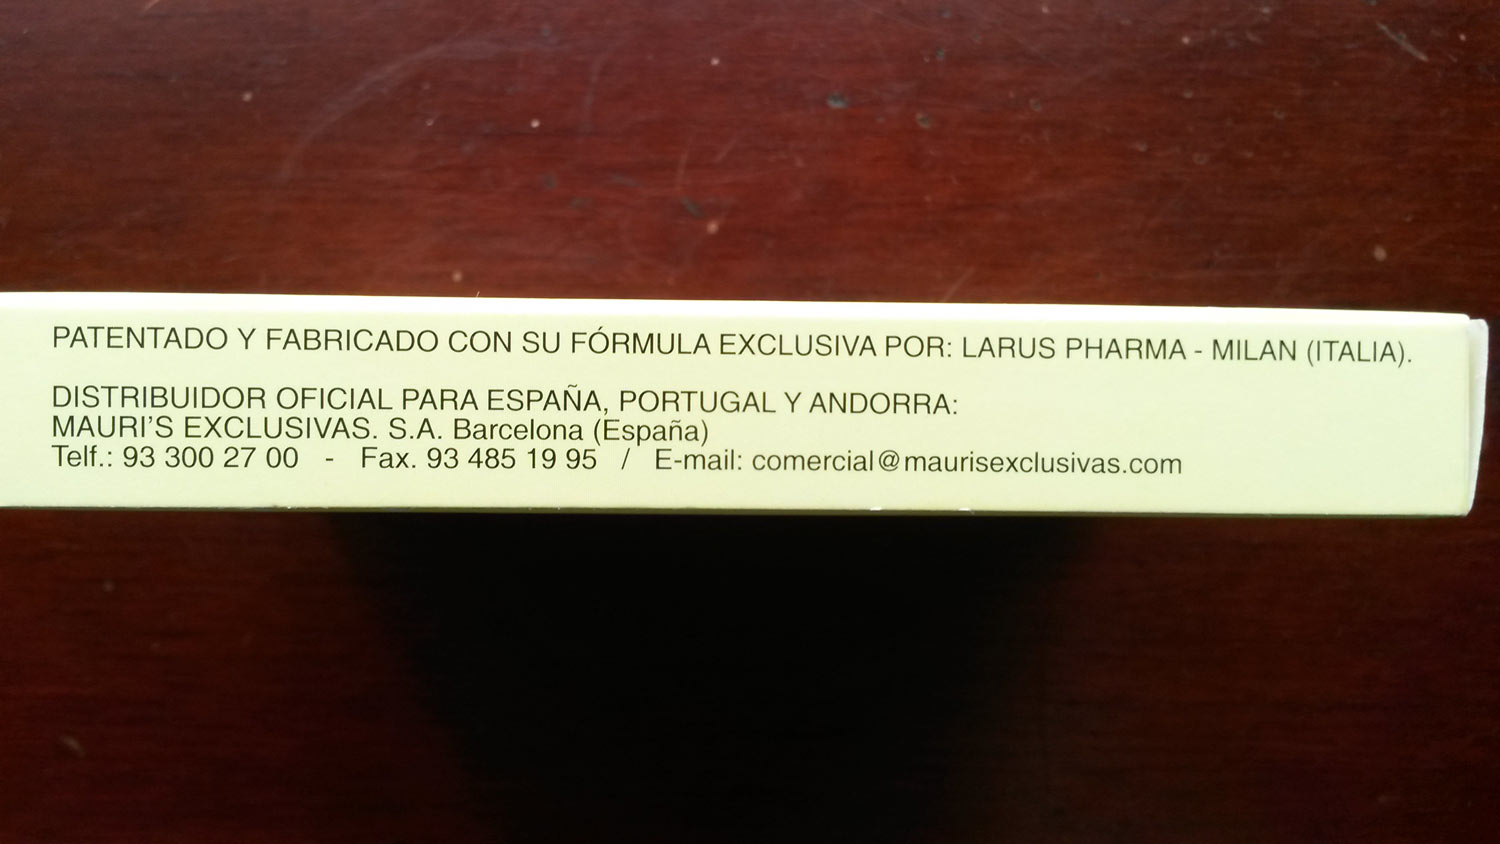 PATENTADO Y FABRICADO CON SU FÓRMULA EXCLUSIVA POR: LARUS PHARMA - MILAN (ITALIA).
DISTRIBUIDOR OFICIAL PARA ESPAÑA, PORTUGAL Y ANDORRA:
MAURI'S EXCLUSIVAS. S.A. Barcelona (España)
Telf.: 93 300 27 00 - Fax. 93 485 19 95 / E-mail: comercial@maurisexclusivas.com